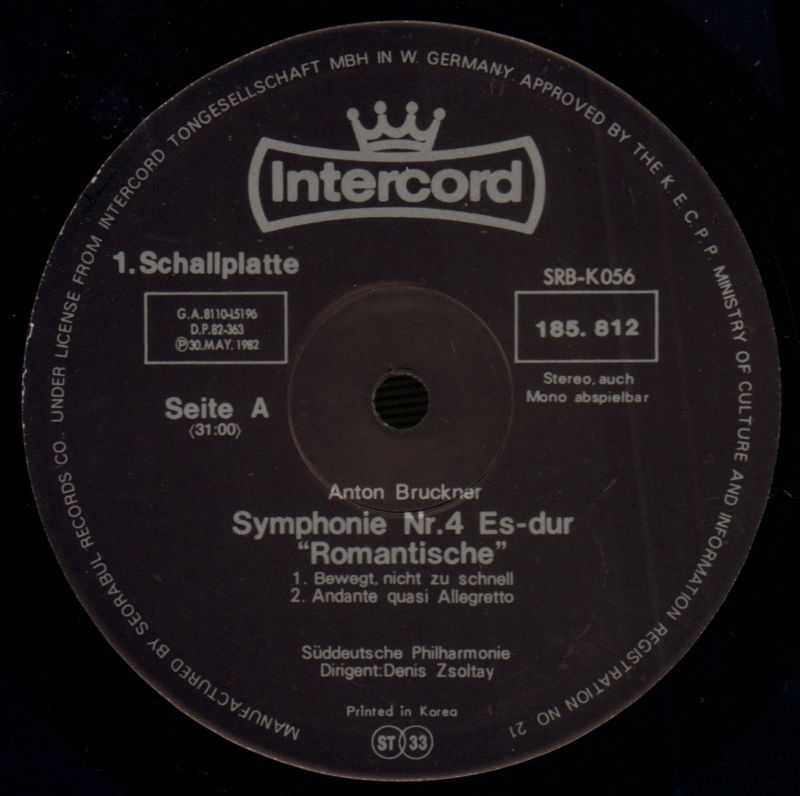 MANUFACTURED BY SEORABUL RECORDS CO., UNDER LICENSE FROM INTERCORD TONGESELLSCHAFT MBH IN W. GERMANY APPROVED BY THE K.E.C.P.P. MINISTRY OF CULTURE AND INFORMATION REGISTRATION NO. 21
Intercord
1. Schallplatte
SRB-K056
G.A.8110-L5196
D.P.82-363
Ⓟ30.MAY. 1982
185. 812
Stereo, auch
Mono abspielbar
Seite A
(31:00)
Anton Bruckner
Symphonie Nr.4 Es-dur
“Romantische”
1. Bewegt, nicht zu schnell
2. Andante quasi Allegretto
Süddeutsche Philharmonie
Dirigent:Denis Zsoltay
Printed in Korea
ST 33